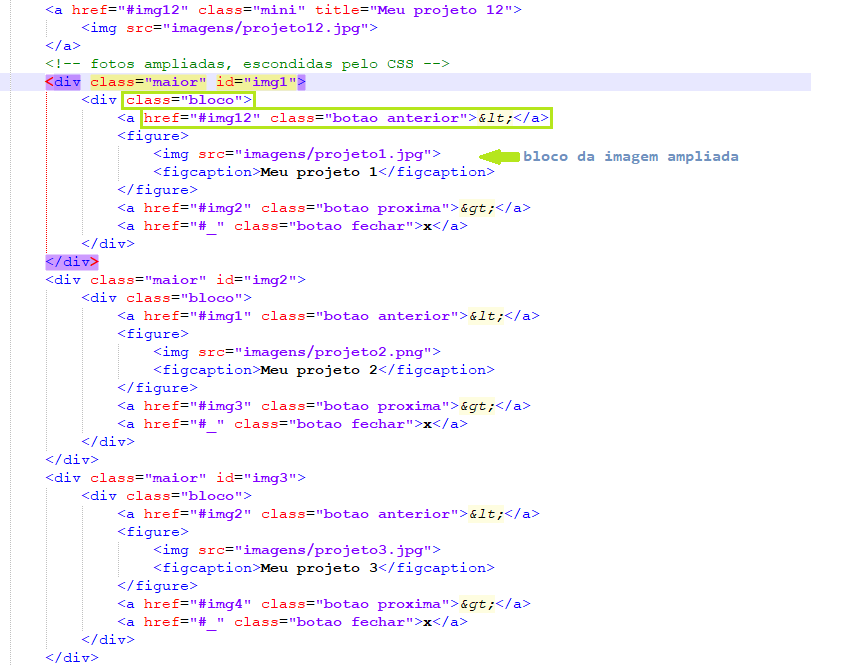 <a href="#img12" class="mini" title="Meu projeto 12">
<img src="imagens/projeto12.jpg">
</a>
<!-- fotos ampliadas, escondidas pelo CSS -->
<div class="maior" id="img1">
<div class="bloco">
<a href="#img12" class="botao anterior">&lt;</a>
<figure>
<img src="imagens/projeto1.jpg">
bloco da imagem ampliada
<figcaption>Meu projeto 1</figcaption>
</figure>
<a href="#img2" class="botao proxima">&gt;</a>
<a href="#_" class="botao fechar">x</a>
</div>
</div>
<div class="maior" id="img2">
<div class="bloco">
<a href="#img1" class="botao anterior">&lt;</a>
<figure>
<img src="imagens/projeto2.png">
<figcaption>Meu projeto 2</figcaption>
</figure>
<a href="#img3" class="botao proxima">&gt;</a>
<a href="#_" class="botao fechar">x</a>
</div>
</div>
<div class="maior" id="img3">
<div class="bloco">
<a href="#img2" class="botao anterior">&lt;</a>
<figure>
<img src="imagens/projeto3.jpg">
<figcaption>Meu projeto 3</figcaption>
</figure>
<a href="#img4" class="botao proxima">&gt;</a>
<a href="#_" class="botao fechar">x</a>
</div>
</div>